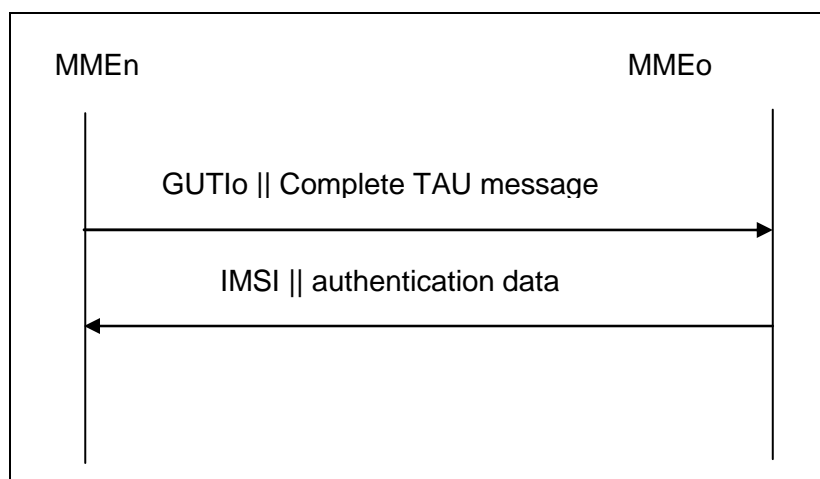 MMEn
MMEo
GUTIo || Complete TAU message
IMSI || authentication data